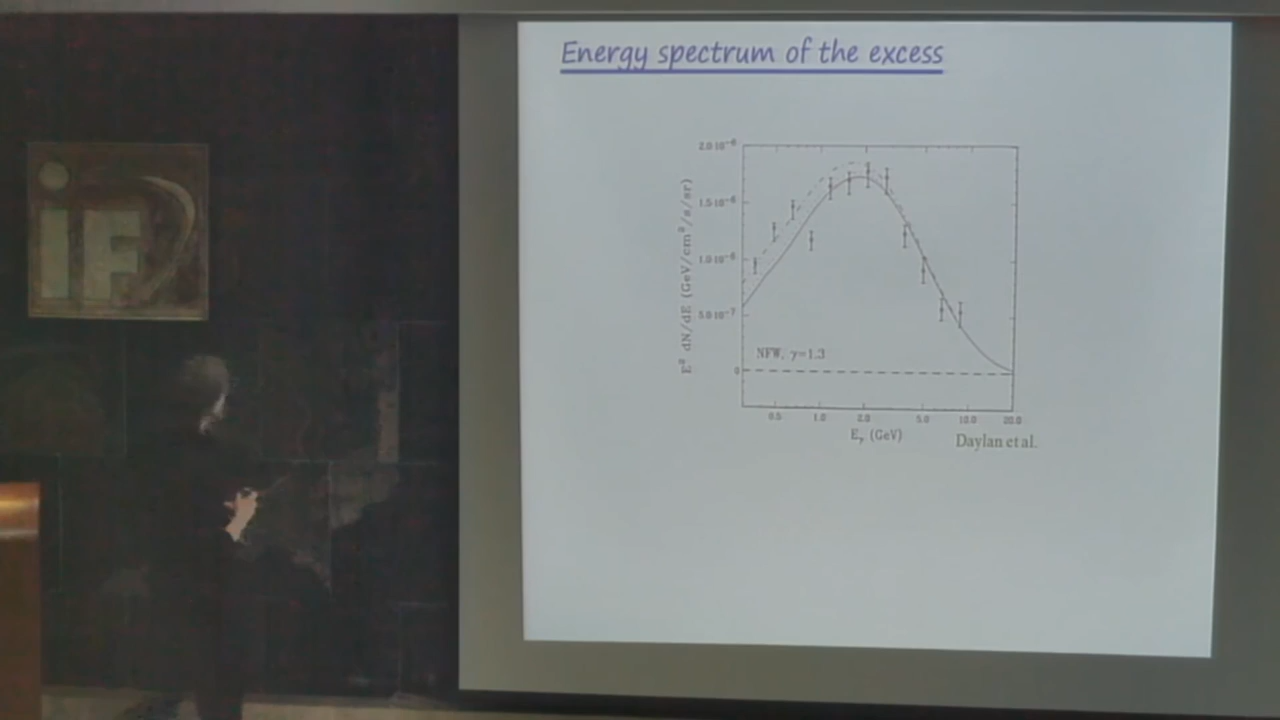 Energy spectrum of the excess
iF
E² dN/dE (GeV/cm²/s/sr)
2.0 10⁻⁶
1.5 10⁻⁶
1.0 10⁻⁶
5.0 10⁻⁷
0
NFW, γ=1.3
0.5 1.0 2.0 5.0 10.0 20.0
Eγ (GeV)
Daylan et al.